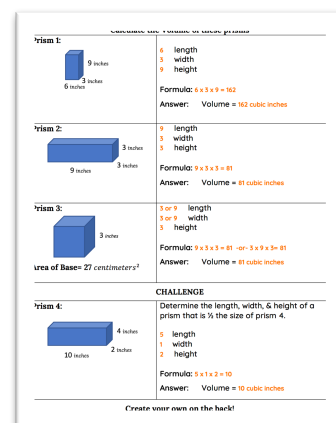 Calculate the volume of these prisms
Prism 1:
9 inches
3 inches
6 inches
6 length
3 width
9 height
Formula: 6 x 3 x 9 = 162
Answer: Volume = 162 cubic inches
Prism 2:
3 inches
3 inches
9 inches
9 length
3 width
3 height
Formula: 9 x 3 x 3 = 81
Answer: Volume = 81 cubic inches
Prism 3:
3 inches
Area of Base= 27 centimeters²
3 or 9 length
3 or 9 width
3 height
Formula: 9 x 3 x 3 = 81 -or- 3 x 9 x 3= 81
Answer: Volume = 81 cubic inches
CHALLENGE
Prism 4:
4 inches
2 inches
10 inches
Determine the length, width, & height of a
prism that is ½ the size of prism 4.
5 length
1 width
2 height
Formula: 5 x 1 x 2 = 10
Answer: Volume = 10 cubic inches
Create your own on the back!